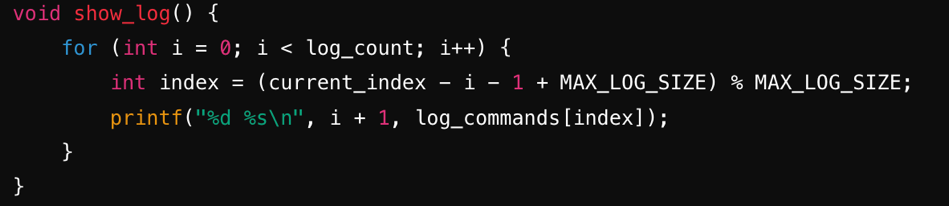 void show_log() {
    for (int i = 0; i < log_count; i++) {
        int index = (current_index - i - 1 + MAX_LOG_SIZE) % MAX_LOG_SIZE;
        printf("%d %s\n", i + 1, log_commands[index]);
    }
}